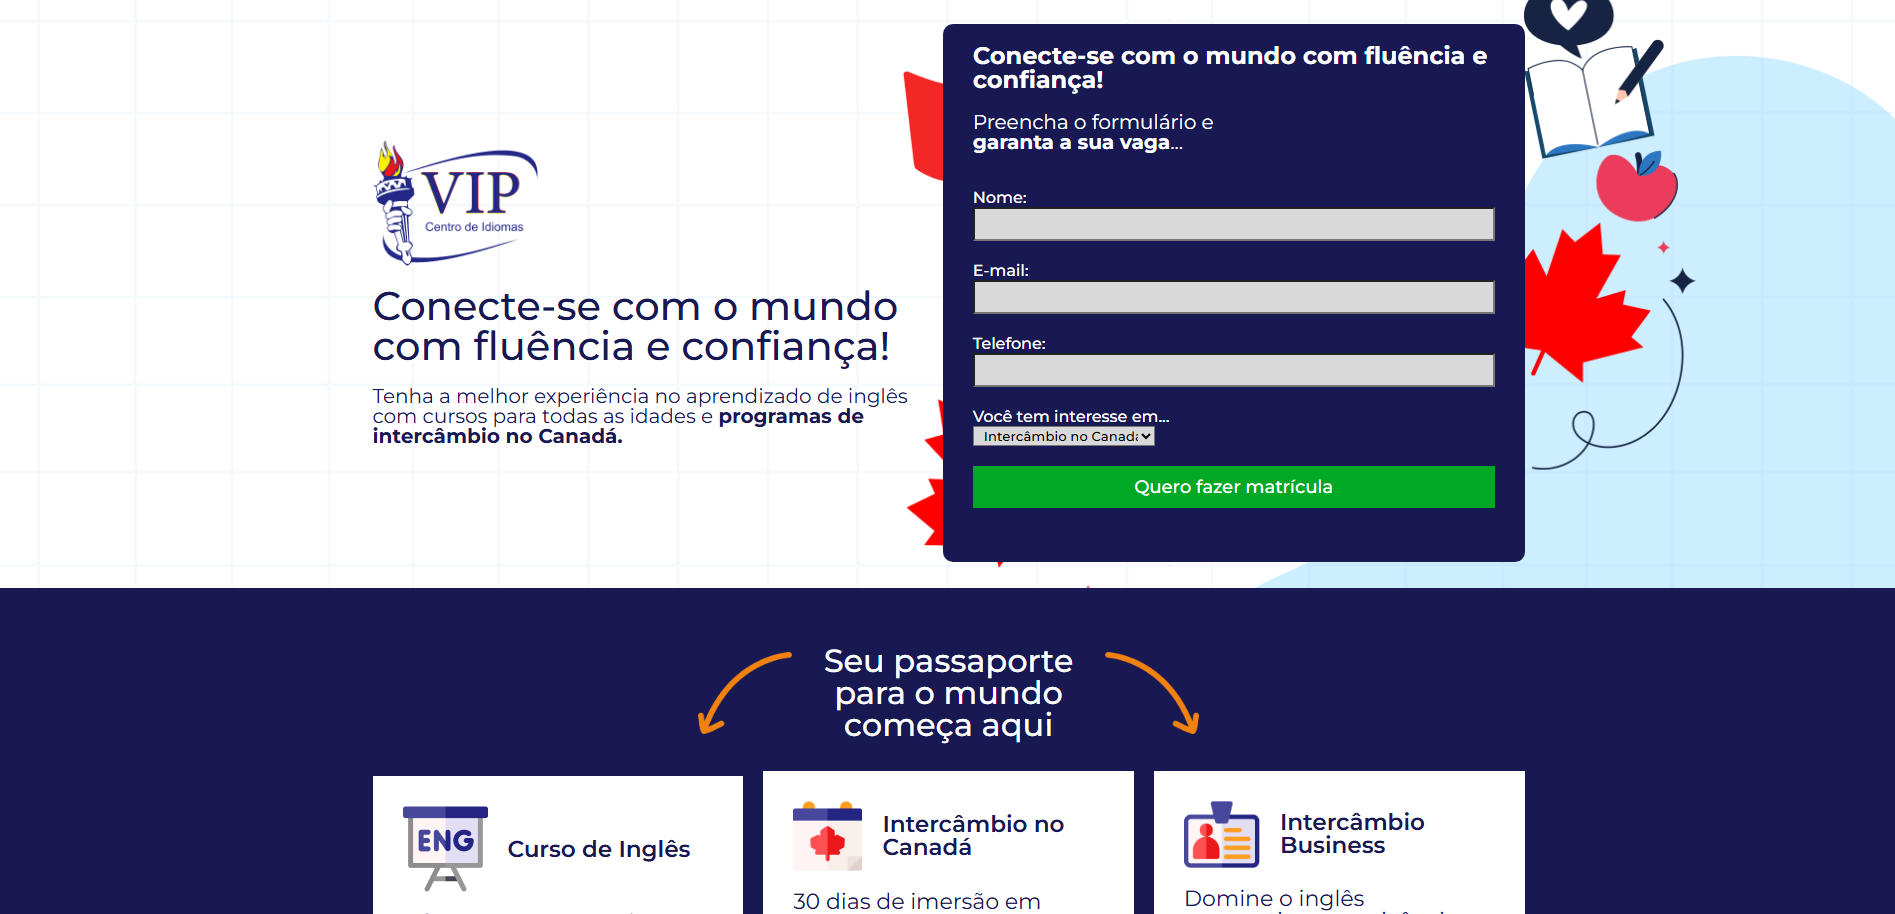 VIP
Centro de Idiomas
Conecte-se com o mundo
com fluência e confiança!
Tenha a melhor experiência no aprendizado de inglês
com cursos para todas as idades e programas de
intercâmbio no Canadá.
Conecte-se com o mundo com fluência e
confiança!
Preencha o formulário e
garanta a sua vaga...
Nome:
E-mail:
Telefone:
Você tem interesse em...
Intercâmbio no Canadá
Quero fazer matrícula
Seu passaporte
para o mundo
começa aqui
ENG
Curso de Inglês
Intercâmbio no
Canadá
30 dias de imersão em
Intercâmbio
Business
Domine o inglês